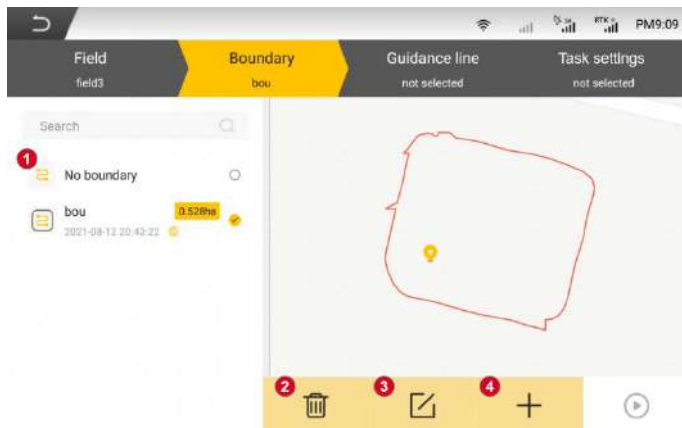 RTK PM9:09
Field Boundary Guidance line Task settings
field3 bou not selected not selected
Search
1
No boundary
bou 0.528ha
2021-08-12 20:43:22
2 3 4